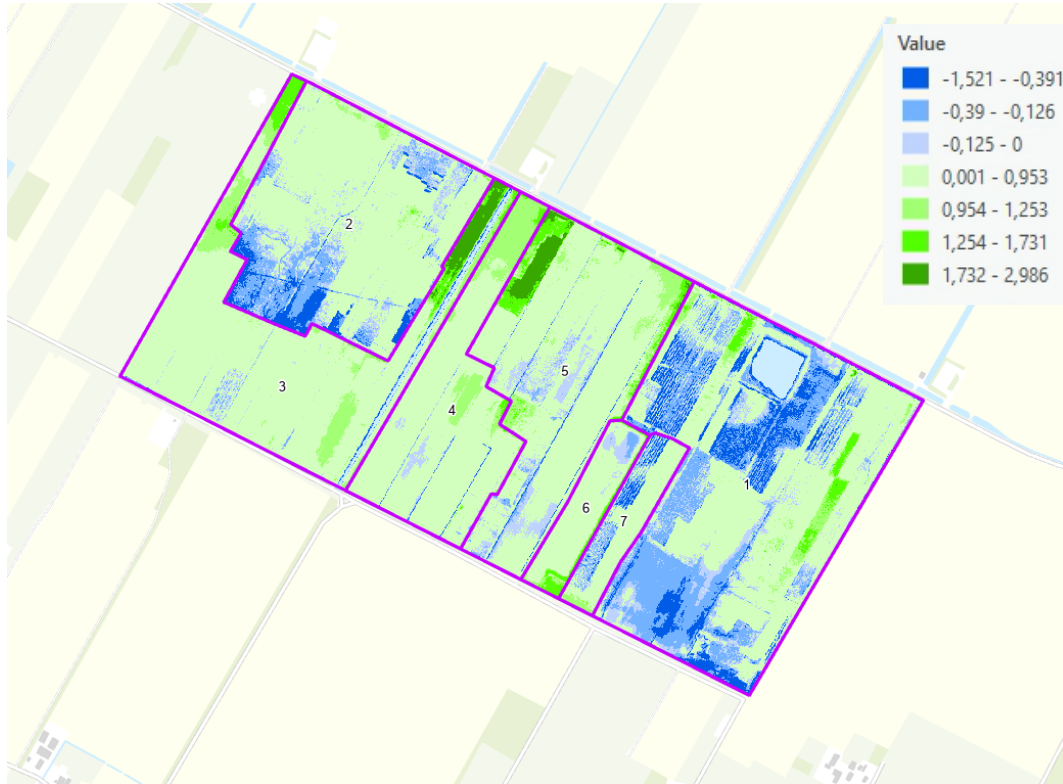 Value
-1,521 - -0,391
-0,39 - -0,126
-0,125 - 0
0,001 - 0,953
0,954 - 1,253
1,254 - 1,731
1,732 - 2,986
2
5
3
4
1
6
7